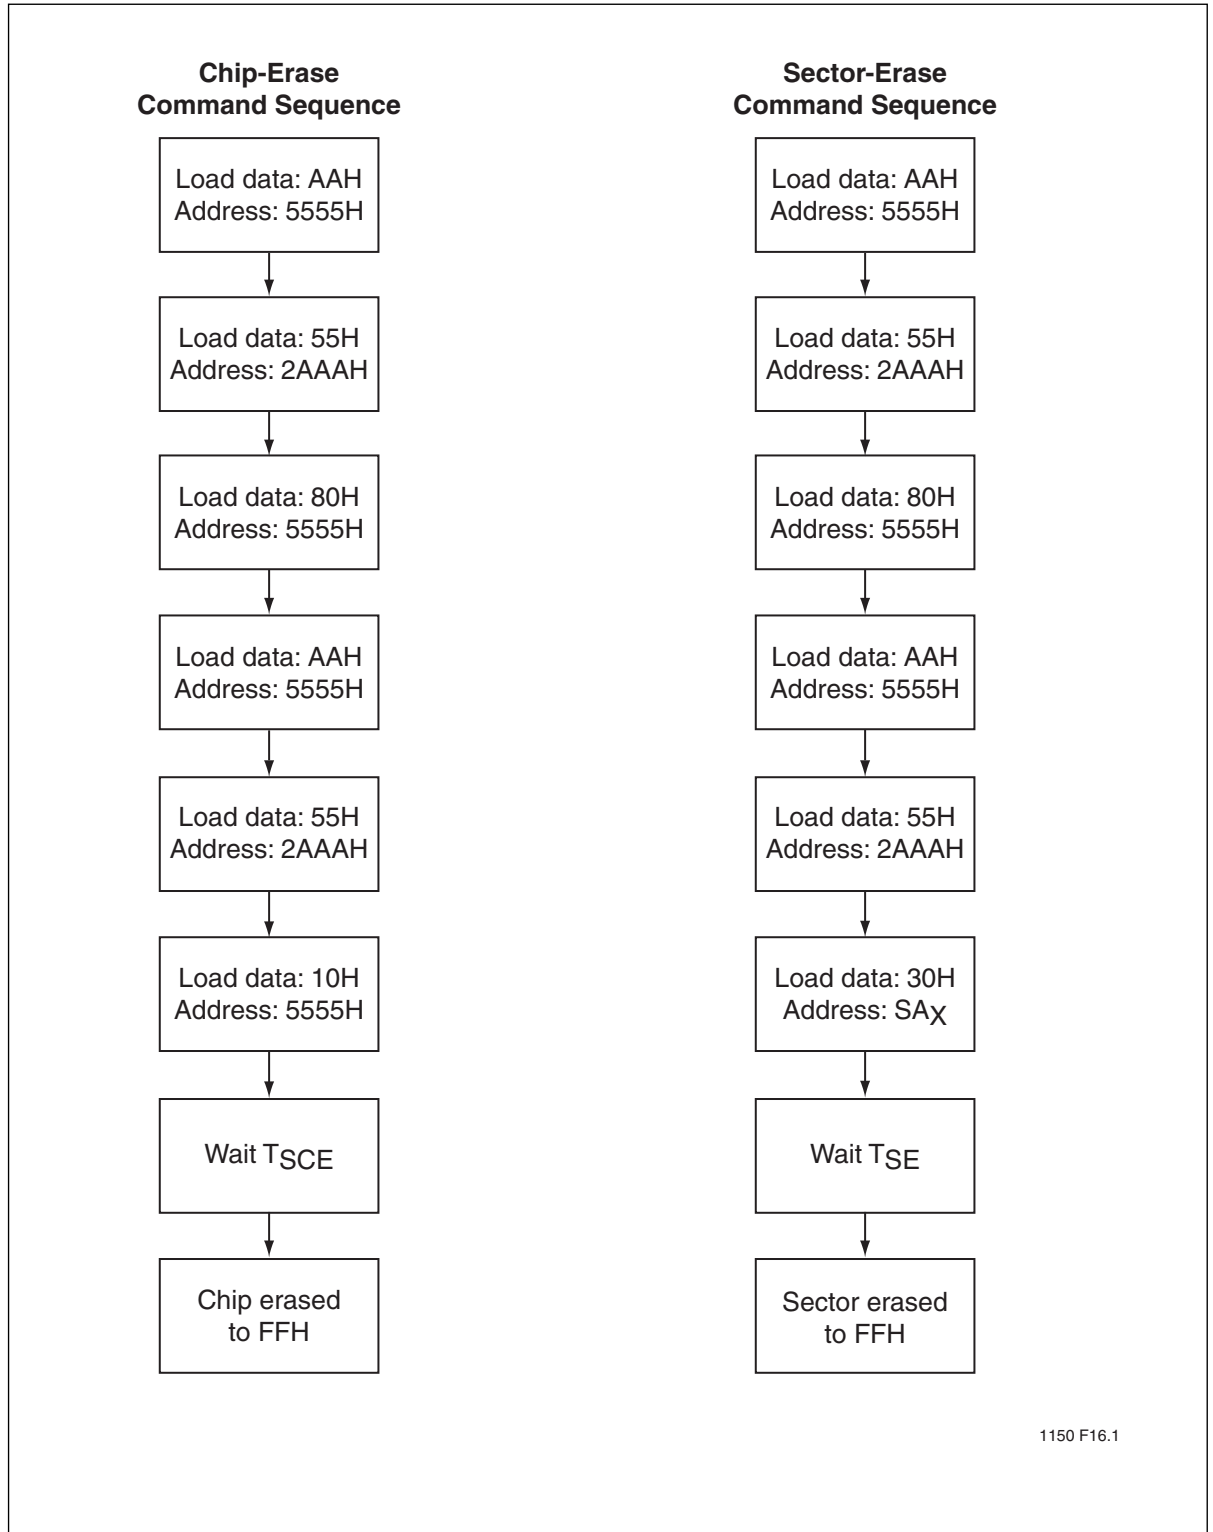 Chip-Erase
Command Sequence
Load data: AAH
Address: 5555H
Load data: 55H
Address: 2AAAH
Load data: 80H
Address: 5555H
Load data: AAH
Address: 5555H
Load data: 55H
Address: 2AAAH
Load data: 10H
Address: 5555H
Wait TSCE
Chip erased
to FFH
Sector-Erase
Command Sequence
Load data: AAH
Address: 5555H
Load data: 55H
Address: 2AAAH
Load data: 80H
Address: 5555H
Load data: AAH
Address: 5555H
Load data: 55H
Address: 2AAAH
Load data: 30H
Address: SAX
Wait TSE
Sector erased
to FFH
1150 F16.1